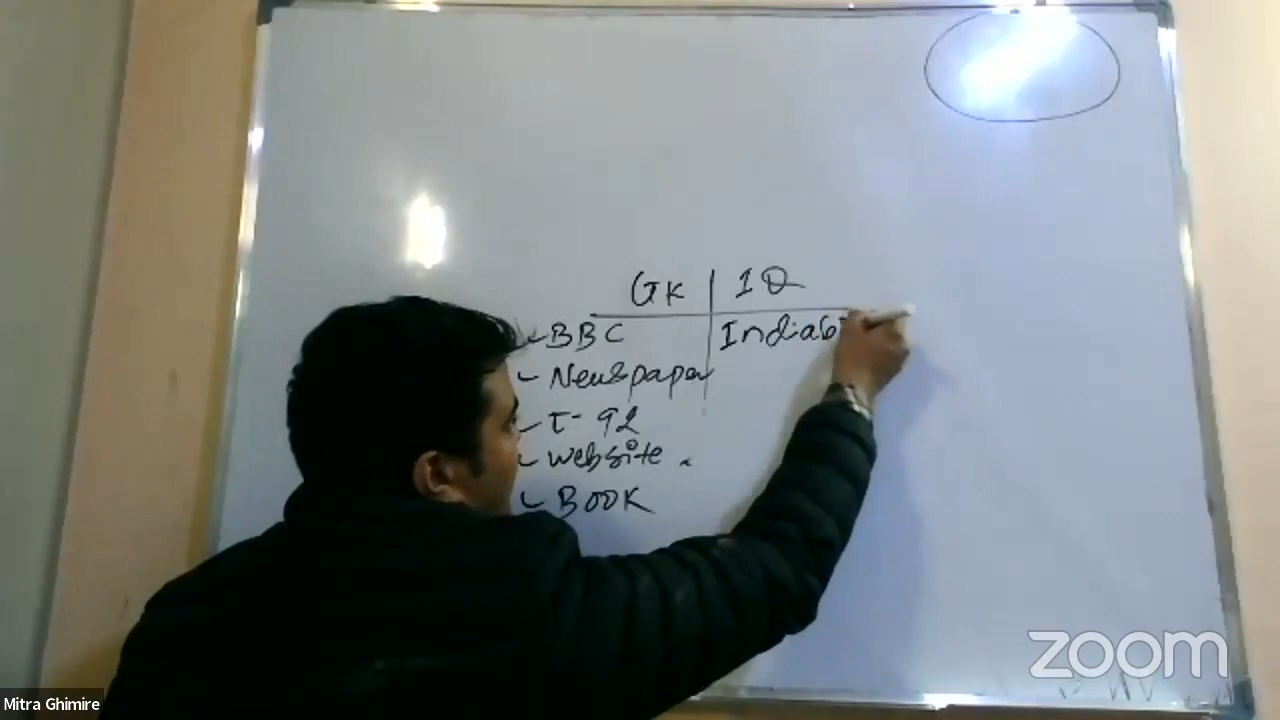 GK | IQ
BBC
Newspaper
T-92
website
BOOK
zoom
Mitra Ghimire